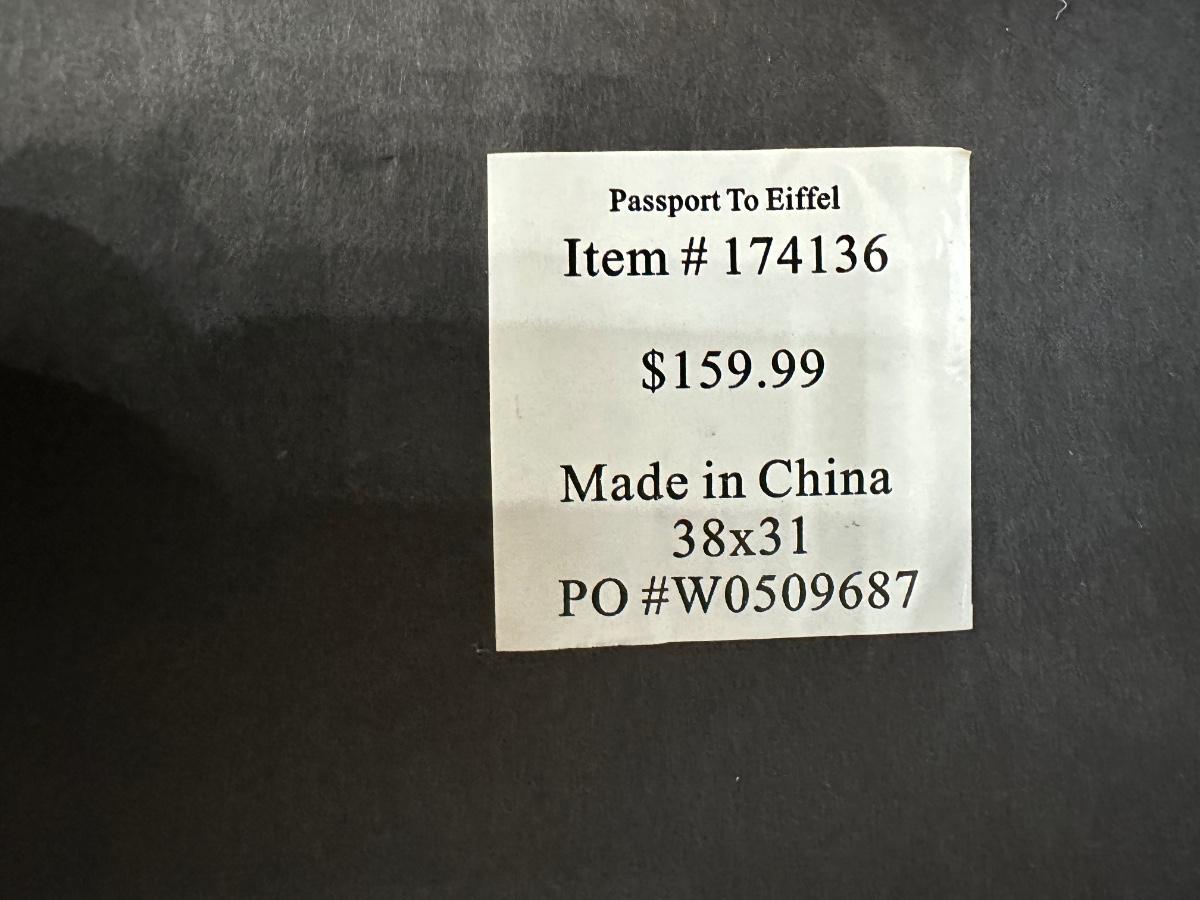 Passport To Eiffel
Item # 174136
$159.99
Made in China
38x31
PO #W0509687